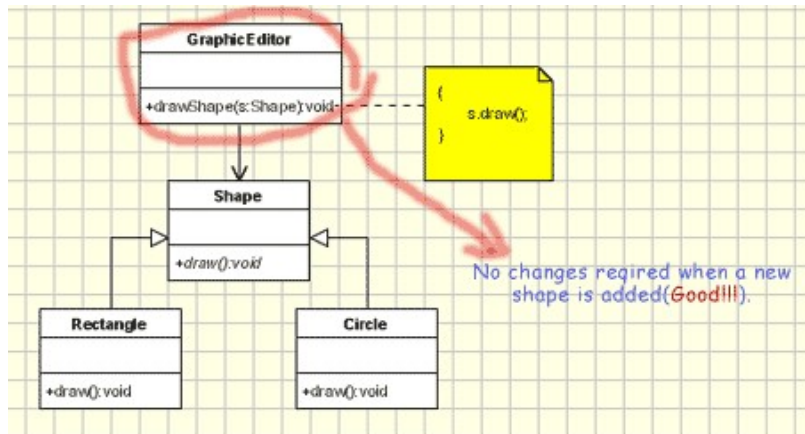 GraphicEditor
+drawShape(s:Shape):void
{
s.draw();
}
Shape
+draw():void
No changes reqired when a new
shape is added(Good!!!).
Rectangle
+draw():void
Circle
+draw():void